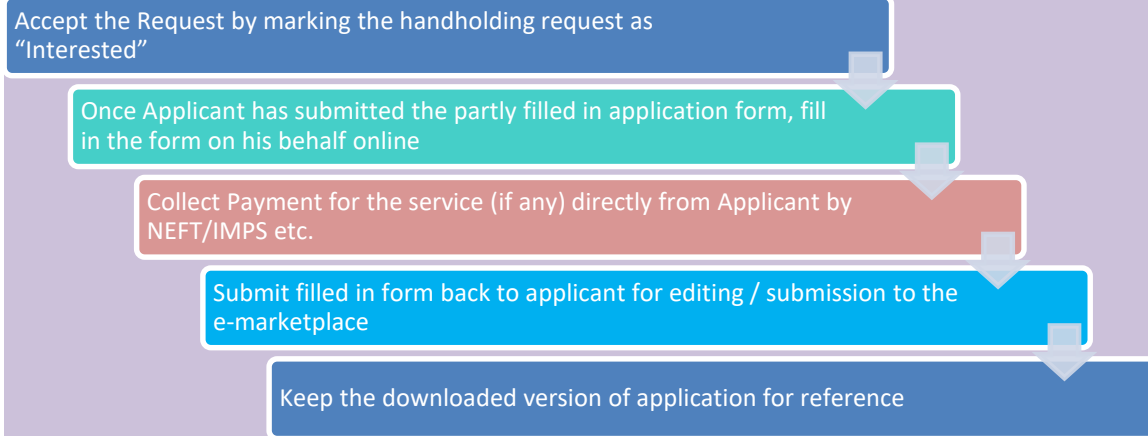 Accept the Request by marking the handholding request as
“Interested”
Once Applicant has submitted the partly filled in application form, fill
in the form on his behalf online
Collect Payment for the service (if any) directly from Applicant by
NEFT/IMPS etc.
Submit filled in form back to applicant for editing / submission to the
e-marketplace
Keep the downloaded version of application for reference